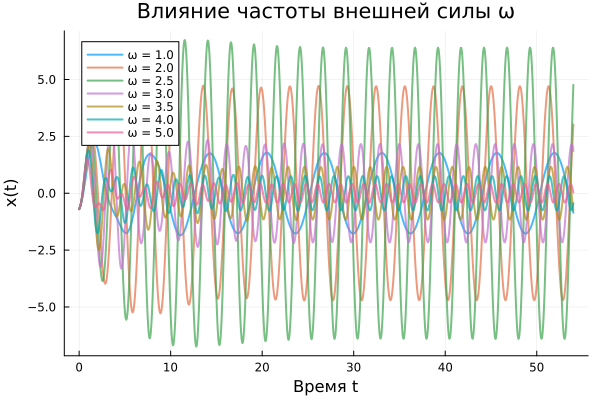 Влияние частоты внешней силы ω
x(t)
5.0
2.5
0.0
−2.5
−5.0
ω = 1.0
ω = 2.0
ω = 2.5
ω = 3.0
ω = 3.5
ω = 4.0
ω = 5.0
0 10 20 30 40 50
Время t